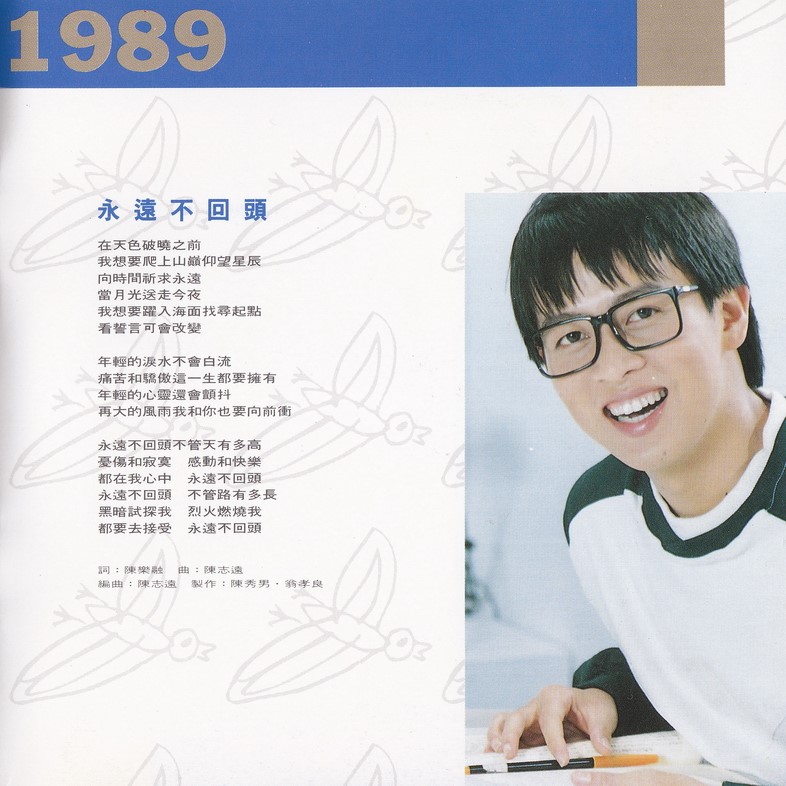 1989
永遠不回頭
在天色破曉之前
我想要爬上山巔仰望星辰
向時間祈求永遠
當月光送走今夜
我想要躍入海面找尋起點
看誓言可會改變
年輕的淚水不會白流
痛苦和驕傲這一生都要擁有
年輕的心靈還會顫抖
再大的風雨我和你也要向前衝
永遠不回頭不管天有多高
憂傷和寂寞　感動和快樂
都在我心中　永遠不回頭
永遠不回頭　不管路有多長
黑暗試探我　烈火燃燒我
都要去接受　永遠不回頭
詞：陳樂融　曲：陳志遠
編曲：陳志遠　製作：陳秀男·翁孝良